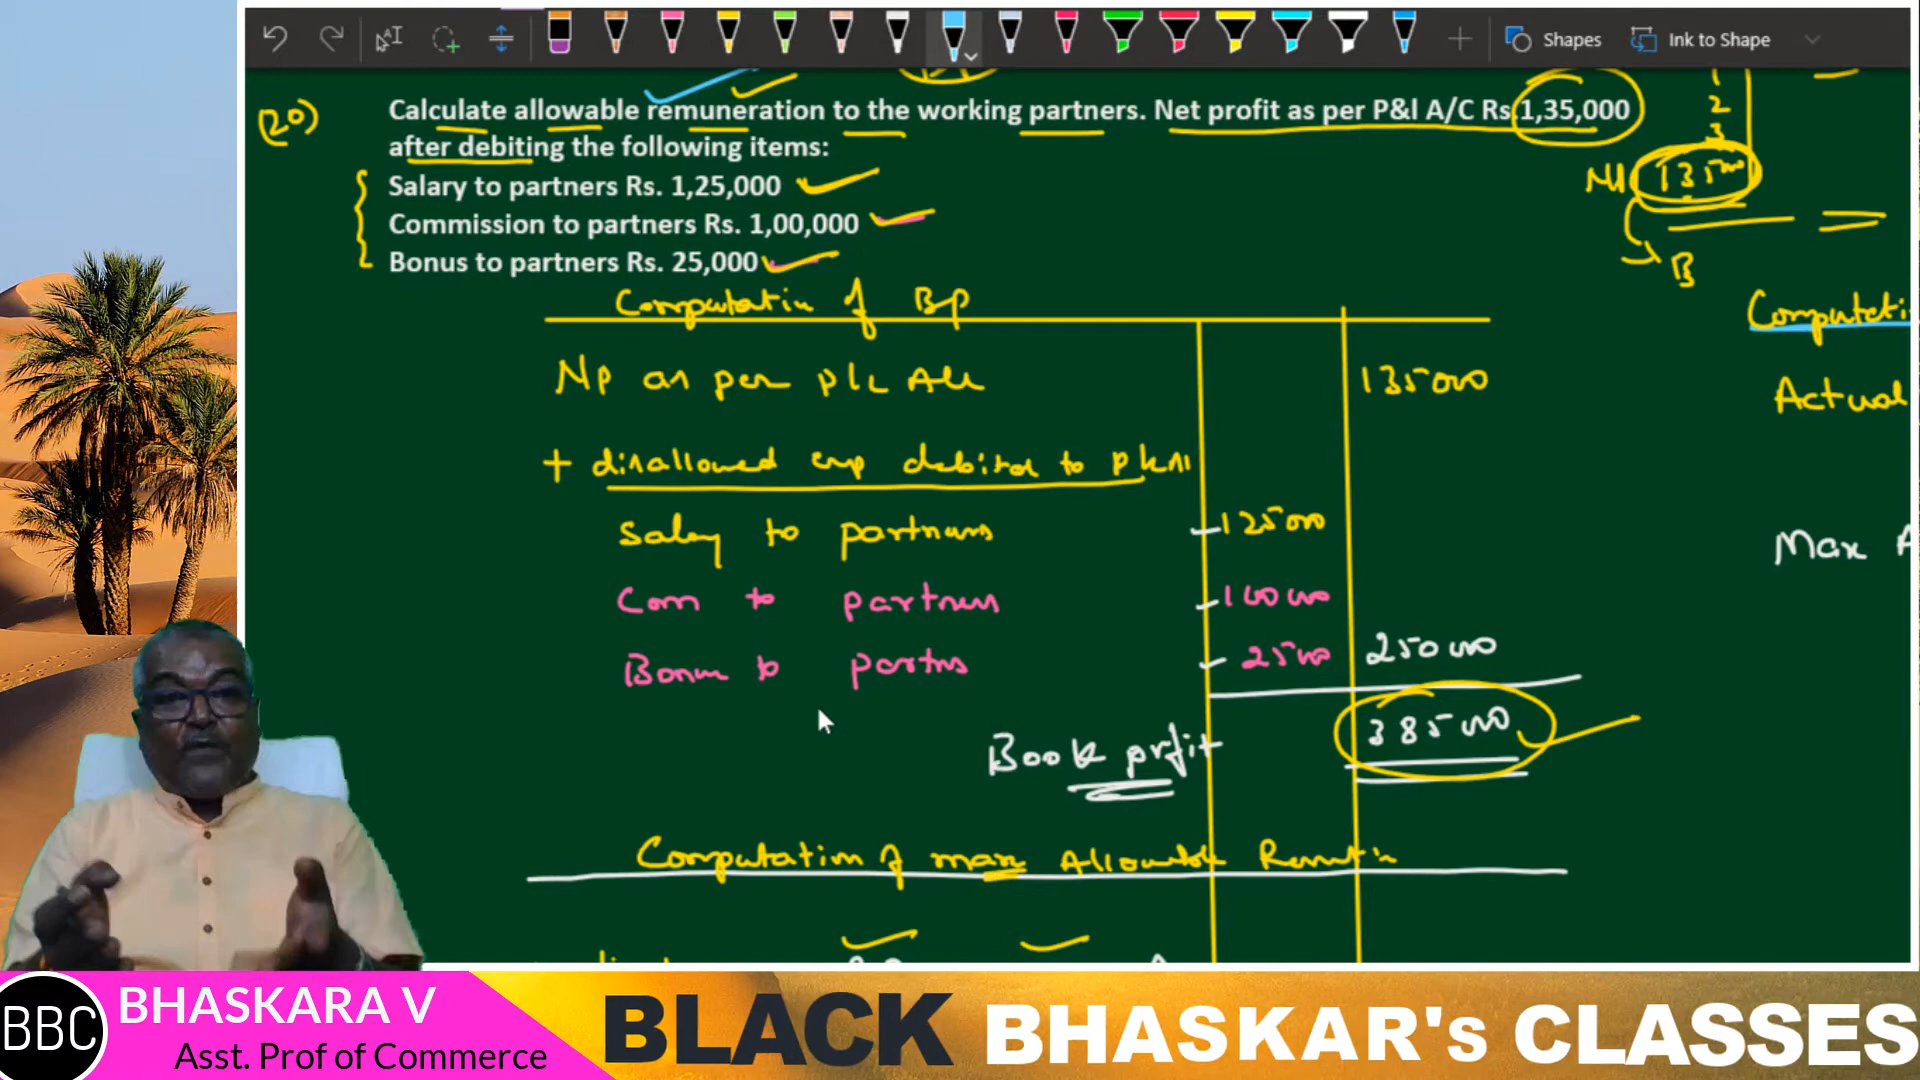 Shapes
Ink to Shape
1
2
3
(20)
Calculate allowable remuneration to the working partners. Net profit as per P&l A/C Rs 1,35,000
after debiting the following items:
Salary to partners Rs. 1,25,000
Commission to partners Rs. 1,00,000
Bonus to partners Rs. 25,000
135000
B
Computation of BP
NP as per P&L A/c 135000
+ disallowed exp debited to
Salary to partners 125000
Com to partners 100000
Bonus to partners 25000 250000
Book profit 385000
Computation of max Allowable
Computati
Actual
Max A
BBC
BHASKARA V
Asst. Prof of Commerce
BLACK BHASKAR's CLASSES